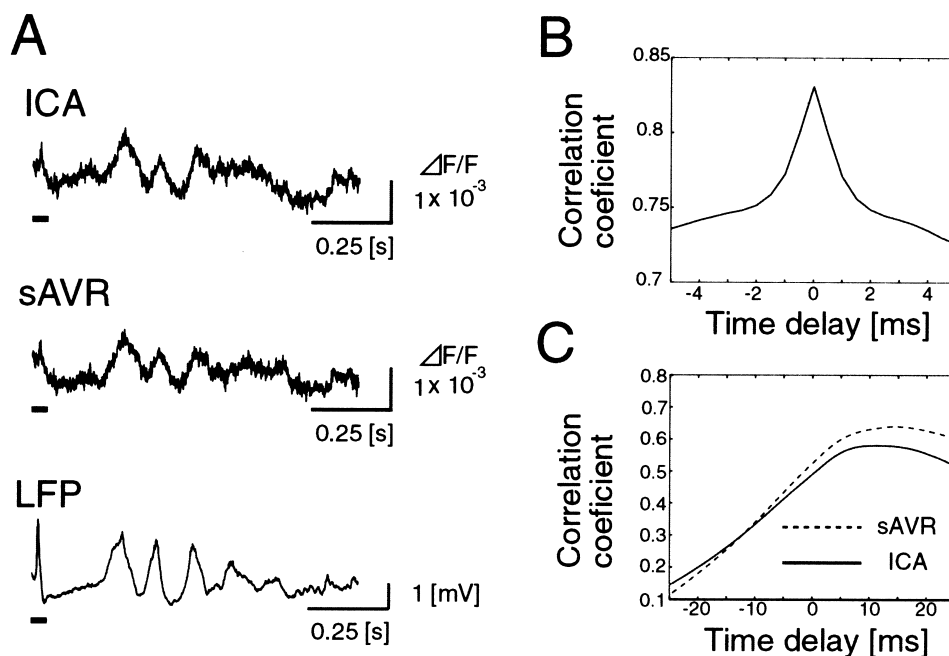 A
ICA
⊿F/F
1 x 10-3
0.25 [s]
sAVR
⊿F/F
1 x 10-3
0.25 [s]
LFP
1 [mV]
0.25 [s]
B
Correlation
coeficient
0.85
0.8
0.75
0.7
-4 -2 0 2 4
Time delay [ms]
C
Correlation
coeficient
0.8
0.7
0.6
0.5
0.4
0.3
0.2
0.1
sAVR
ICA
-20 -10 0 10 20
Time delay [ms]